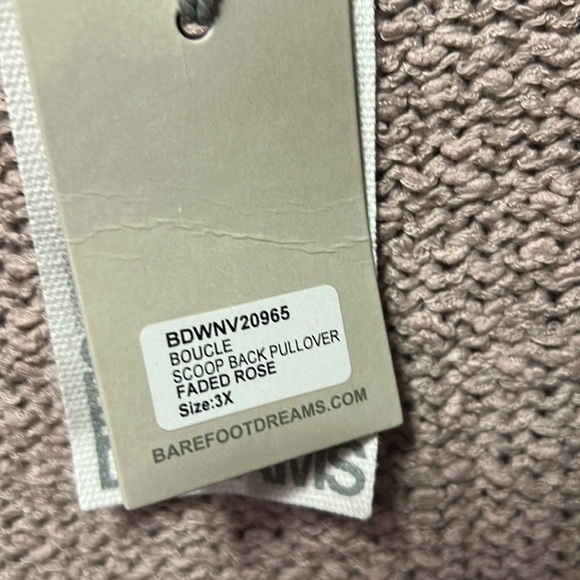 BDWNV20965
BOUCLE
SCOOP BACK PULLOVER
FADED ROSE
Size:3X
BAREFOOTDREAMS.COM